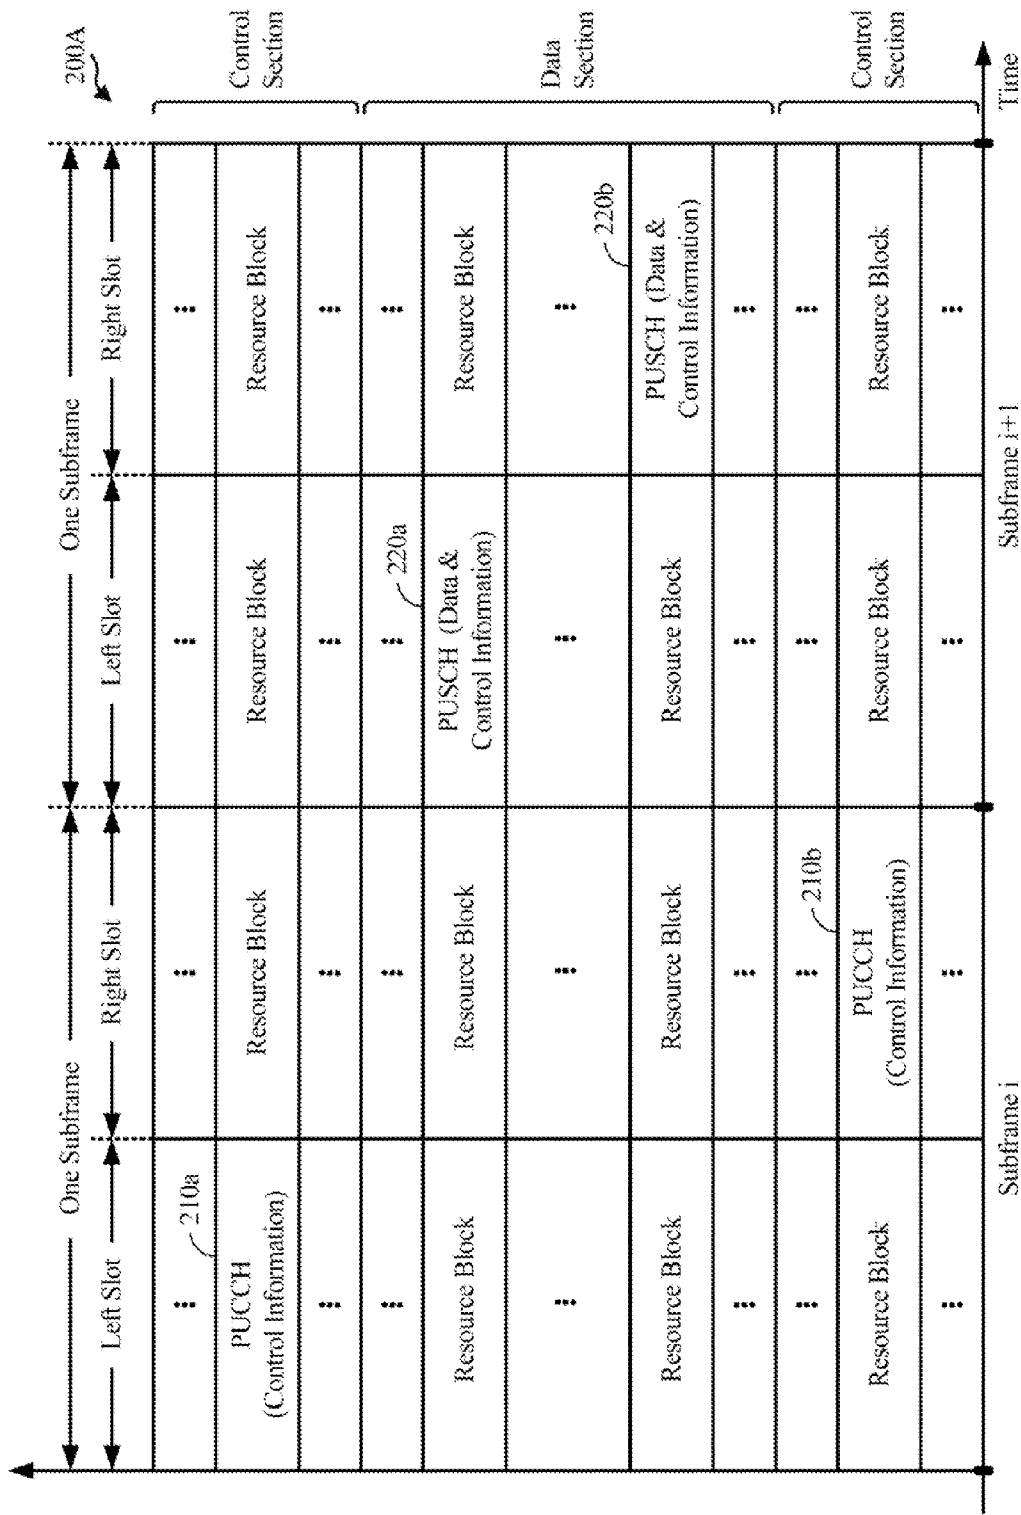 200A
One Subframe
One Subframe
Left Slot
Right Slot
Left Slot
Right Slot
...
...
...
...
210a
PUCCH
(Control Information)
Resource Block
Resource Block
Resource Block
Control
Section
...
...
...
...
...
...
...
...
220a
Resource Block
Resource Block
PUSCH (Data &
Control Information)
Resource Block
Data
Section
...
...
...
...
220b
Resource Block
Resource Block
Resource Block
PUSCH (Data &
Control Information)
...
...
...
...
...
...
...
...
210b
Resource Block
PUCCH
(Control Information)
Resource Block
Resource Block
Control
Section
...
...
...
...
Subframe i
Subframe i+1
Time